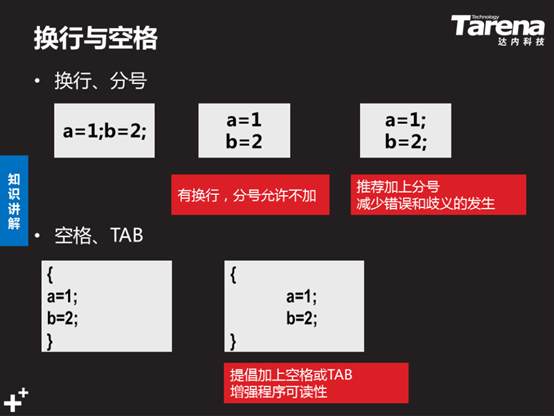 换行与空格
Technology
Tarena
达内科技
• 换行、分号
a=1;b=2;
a=1
b=2
a=1;
b=2;
有换行，分号允许不加
推荐加上分号
减少错误和歧义的发生
知识讲解
• 空格、TAB
{
a=1;
b=2;
}
{
a=1;
b=2;
}
提倡加上空格或TAB
增强程序可读性